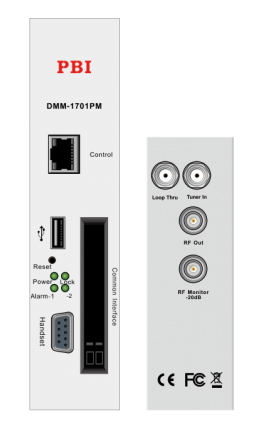 PBI
DMM-1701PM
Control
Reset
Power Lock
Alarm-1 -2
Handset
Common Interface
Loop Thru Tuner In
RF Out
RF Monitor
-20dB
CE FC